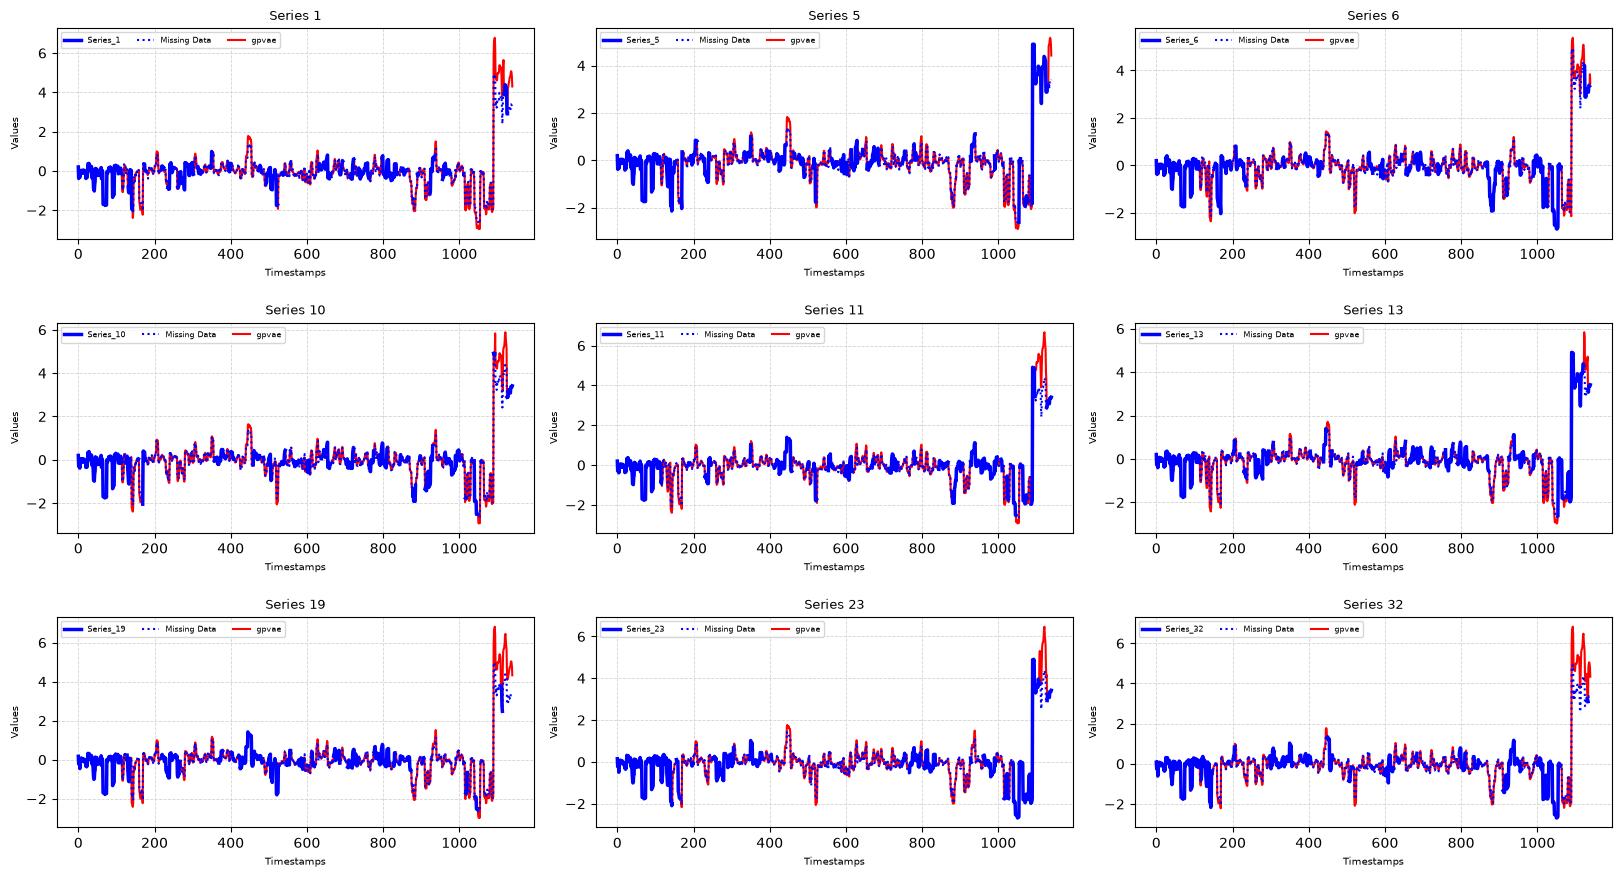 Series 1
Series_1 Missing Data gpvae
Values
6
4
2
0
−2
0 200 400 600 800 1000
Timestamps
Series 5
Series_5 Missing Data gpvae
Values
4
2
0
−2
0 200 400 600 800 1000
Timestamps
Series 6
Series_6 Missing Data gpvae
Values
4
2
0
−2
0 200 400 600 800 1000
Timestamps
Series 10
Series_10 Missing Data gpvae
Values
6
4
2
0
−2
0 200 400 600 800 1000
Timestamps
Series 11
Series_11 Missing Data gpvae
Values
6
4
2
0
−2
0 200 400 600 800 1000
Timestamps
Series 13
Series_13 Missing Data gpvae
Values
6
4
2
0
−2
0 200 400 600 800 1000
Timestamps
Series 19
Series_19 Missing Data gpvae
Values
6
4
2
0
−2
0 200 400 600 800 1000
Timestamps
Series 23
Series_23 Missing Data gpvae
Values
6
4
2
0
−2
0 200 400 600 800 1000
Timestamps
Series 32
Series_32 Missing Data gpvae
Values
6
4
2
0
−2
0 200 400 600 800 1000
Timestamps